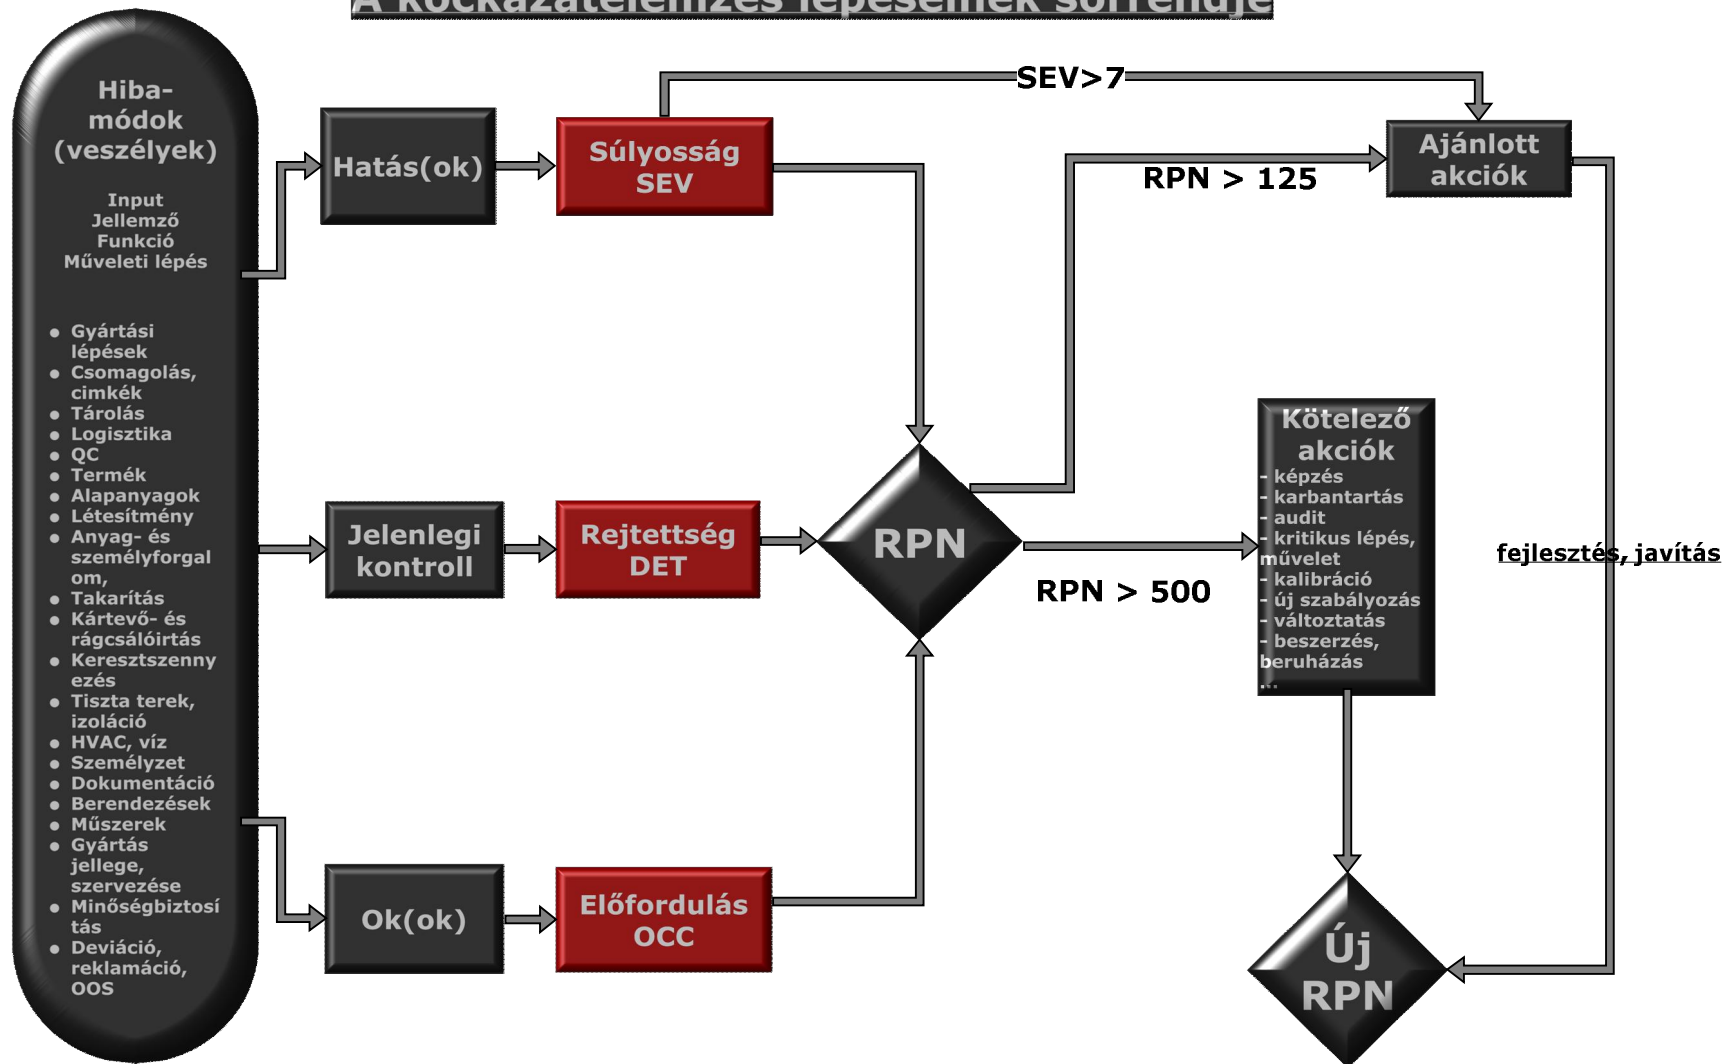 A kockázatelemzés lépéseinek sorrendje
Hiba-
módok
(veszélyek)
Input
Jellemző
Funkció
Műveleti lépés
● Gyártási
lépések
● Csomagolás,
cimkék
● Tárolás
● Logisztika
● QC
● Termék
● Alapanyagok
● Létesítmény
● Anyag- és
személyforgal
om,
● Takarítás
● Kártevő- és
rágcsálóirtás
● Keresztszenny
ezés
● Tiszta terek,
izoláció
● HVAC, víz
● Személyzet
● Dokumentáció
● Berendezések
● Műszerek
● Gyártás
jellege,
szervezése
● Minőségbiztosí
tás
● Deviáció,
reklamáció,
OOS
Hatás(ok)
Súlyosság
SEV
SEV>7
Jelenlegi
kontroll
Rejtettség
DET
Ok(ok)
Előfordulás
OCC
RPN
RPN > 125
Ajánlott
akciók
RPN > 500
Kötelező
akciók
- képzés
- karbantartás
- audit
- kritikus lépés,
művelet
- kalibráció
- új szabályozás
- változtatás
- beszerzés,
beruházás
...
fejlesztés, javítás
Új
RPN